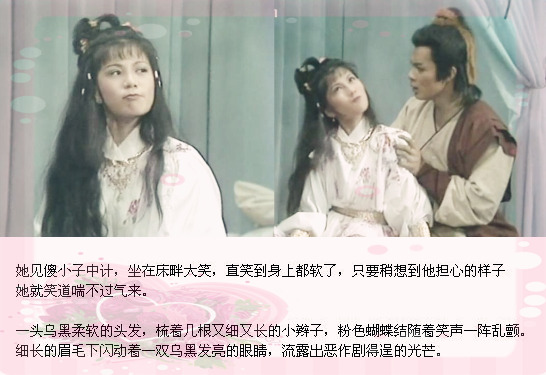 她见傻小子中计，坐在床畔大笑，直笑到身上都软了，只要稍想到他担心的样子
她就笑道喘不过气来。
一头乌黑柔软的头发，梳着几根又细又长的小辫子，粉色蝴蝶结随着笑声一阵乱颤。
细长的眉毛下闪动着一双乌黑发亮的眼睛，流露出恶作剧得逞的光芒。